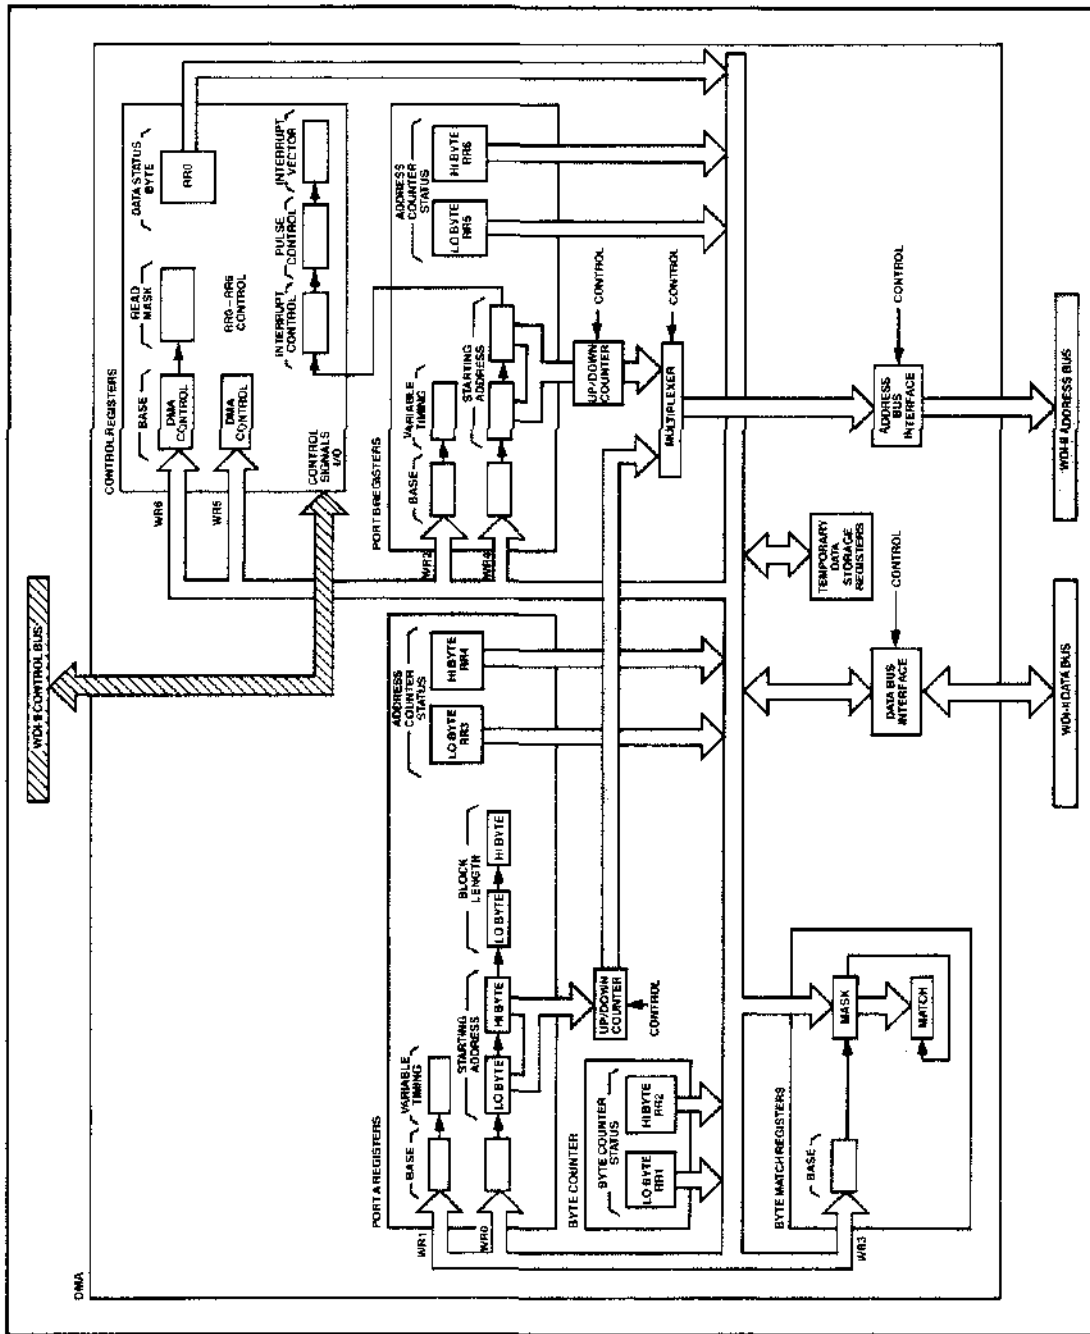 DMA
CONTROL REGISTERS
BASE
READ
MASK
DATA STATUS
BYTE
WR6
DMA
CONTROL
RR0
WR5
DMA
CONTROL
RR0–RR6
CONTROL
CONTROL
SIGNALS
I/O
INTERRUPT
CONTROL
PULSE
CONTROL
INTERRUPT
VECTOR
PORT B REGISTERS
BASE
VARIABLE
TIMING
WR2
STARTING
ADDRESS
WR4
ADDRESS
COUNTER
STATUS
LO BYTE
RR5
HI BYTE
RR6
UP/DOWN
COUNTER
CONTROL
MULTIPLEXER
CONTROL
PORT A REGISTERS
BASE
VARIABLE
TIMING
WR1
STARTING
ADDRESS
BLOCK
LENGTH
WR0
LO BYTE
HI BYTE
LO BYTE
HI BYTE
ADDRESS
COUNTER
STATUS
LO BYTE
RR3
HI BYTE
RR4
UP/DOWN
COUNTER
CONTROL
BYTE COUNTER
BYTE COUNTER
STATUS
LO BYTE
RR1
HI BYTE
RR2
BYTE MATCH REGISTERS
BASE
WR3
MASK
MATCH
TEMPORARY
DATA
STORAGE
REGISTERS
DATA BUS
INTERFACE
CONTROL
ADDRESS
BUS
INTERFACE
CONTROL
CONTROL BUS
DATA BUS
ADDRESS BUS